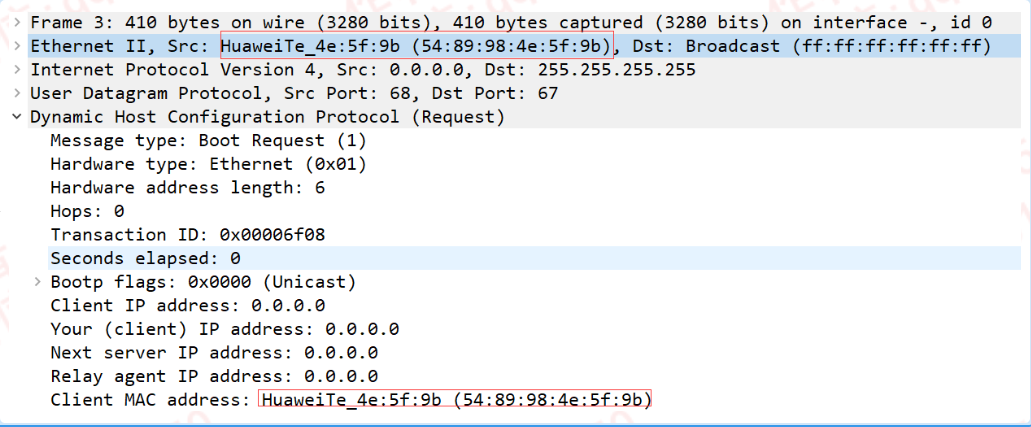 Frame 3: 410 bytes on wire (3280 bits), 410 bytes captured (3280 bits) on interface -, id 0
Ethernet II, Src: HuaweiTe_4e:5f:9b (54:89:98:4e:5f:9b), Dst: Broadcast (ff:ff:ff:ff:ff:ff)
Internet Protocol Version 4, Src: 0.0.0.0, Dst: 255.255.255.255
User Datagram Protocol, Src Port: 68, Dst Port: 67
Dynamic Host Configuration Protocol (Request)
Message type: Boot Request (1)
Hardware type: Ethernet (0x01)
Hardware address length: 6
Hops: 0
Transaction ID: 0x00006f08
Seconds elapsed: 0
Bootp flags: 0x0000 (Unicast)
Client IP address: 0.0.0.0
Your (client) IP address: 0.0.0.0
Next server IP address: 0.0.0.0
Relay agent IP address: 0.0.0.0
Client MAC address: HuaweiTe_4e:5f:9b (54:89:98:4e:5f:9b)